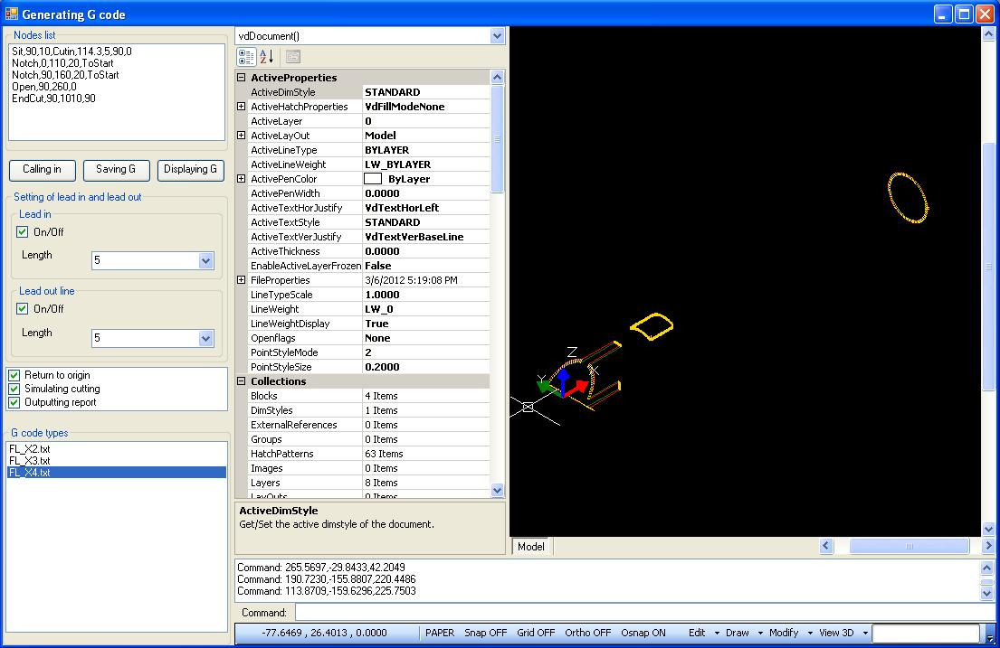 Generating G code
Nodes list
Sit,90,10,Cutin,114.3,5,90,0
Notch,0,110,20,ToStart
Notch,90,160,20,ToStart
Open,90,260,0
EndCut,90,1010,90
Calling in Saving G Displaying G
Setting of lead in and lead out
Lead in
On/Off
Length 5
Lead out line
On/Off
Length 5
Return to origin
Simulating cutting
Outputting report
G code types
FL_X2.txt
FL_X3.txt
FL_X4.txt
vdDocument()
ActiveProperties
ActiveDimStyle STANDARD
ActiveHatchProperties VdFillModeNone
ActiveLayer 0
ActiveLayOut Model
ActiveLineType BYLAYER
ActiveLineWeight LW_BYLAYER
ActivePenColor ByLayer
ActivePenWidth 0.0000
ActiveTextHorJustify VdTextHorLeft
ActiveTextStyle STANDARD
ActiveTextVerJustify VdTextVerBaseLine
ActiveThickness 0.0000
EnableActiveLayerFrozen False
FileProperties 3/6/2012 5:19:08 PM
LineTypeScale 1.0000
LineWeight LW_0
LineWeightDisplay True
Openflags None
PointStyleMode 2
PointStyleSize 0.2000
Collections
Blocks 4 Items
DimStyles 1 Items
ExternalReferences 0 Items
Groups 0 Items
HatchPatterns 63 Items
Images 0 Items
Layers 8 Items
LayOuts 0 Items
ActiveDimStyle
Get/Set the active dimstyle of the document.
Z
Y X
Model
Command: 265.5697,-29.8433,42.2049
Command: 190.7230,-155.8807,220.4486
Command: 113.8709,-159.6296,225.7503
Command:
-77.6469 , 26.4013 , 0.0000 PAPER Snap OFF Grid OFF Ortho OFF Osnap ON Edit Draw Modify View 3D